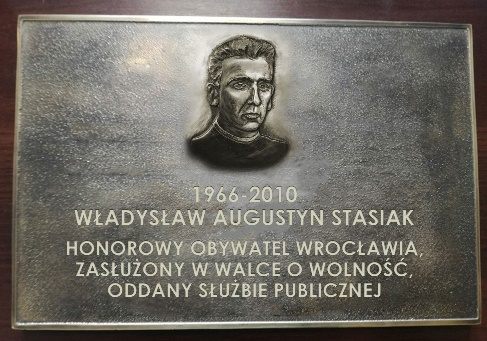 1966-2010
WŁADYSŁAW AUGUSTYN STASIAK
HONOROWY OBYWATEL WROCŁAWIA,
ZASŁUŻONY W WALCE O WOLNOŚĆ,
ODDANY SŁUŻBIE PUBLICZNEJ